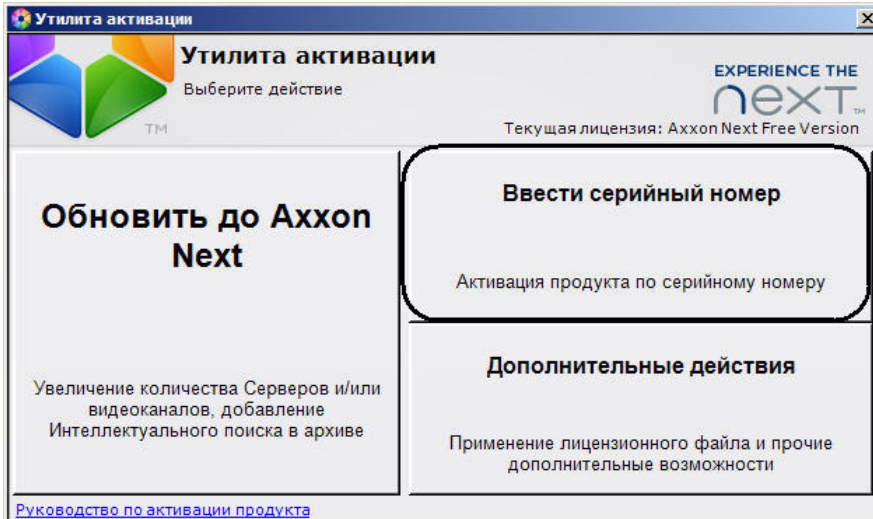 Утилита активации
Утилита активации
Выберите действие
TM
EXPERIENCE THE
next TM
Текущая лицензия: Axxon Next Free Version
Обновить до Axxon
Next
Увеличение количества Серверов и/или
видеоканалов, добавление
Интеллектуального поиска в архиве
Ввести серийный номер
Активация продукта по серийному номеру
Дополнительные действия
Применение лицензионного файла и прочие
дополнительные возможности
Руководство по активации продукта